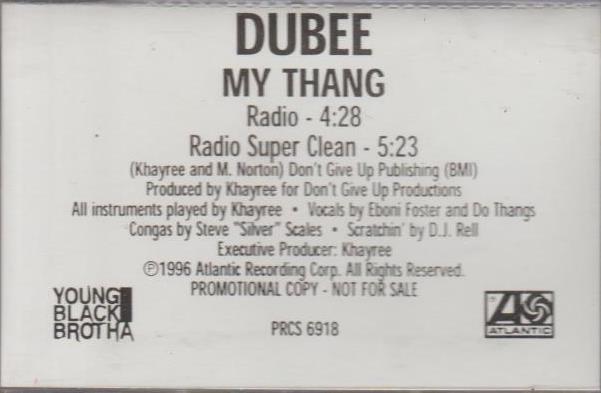 DUBEE
MY THANG
Radio - 4:28
Radio Super Clean - 5:23
(Khayree and M. Norton) Don't Give Up Publishing (BMI)
Produced by Khayree for Don't Give Up Productions
All instruments played by Khayree • Vocals by Eboni Foster and Do Thangs
Congas by Steve "Silver" Scales • Scratchin' by D.J. Rell
Executive Producer: Khayree
℗1996 Atlantic Recording Corp. All Rights Reserved.
PROMOTIONAL COPY - NOT FOR SALE
YOUNG
BLACK
BROTHA
PRCS 6918
ATLANTIC